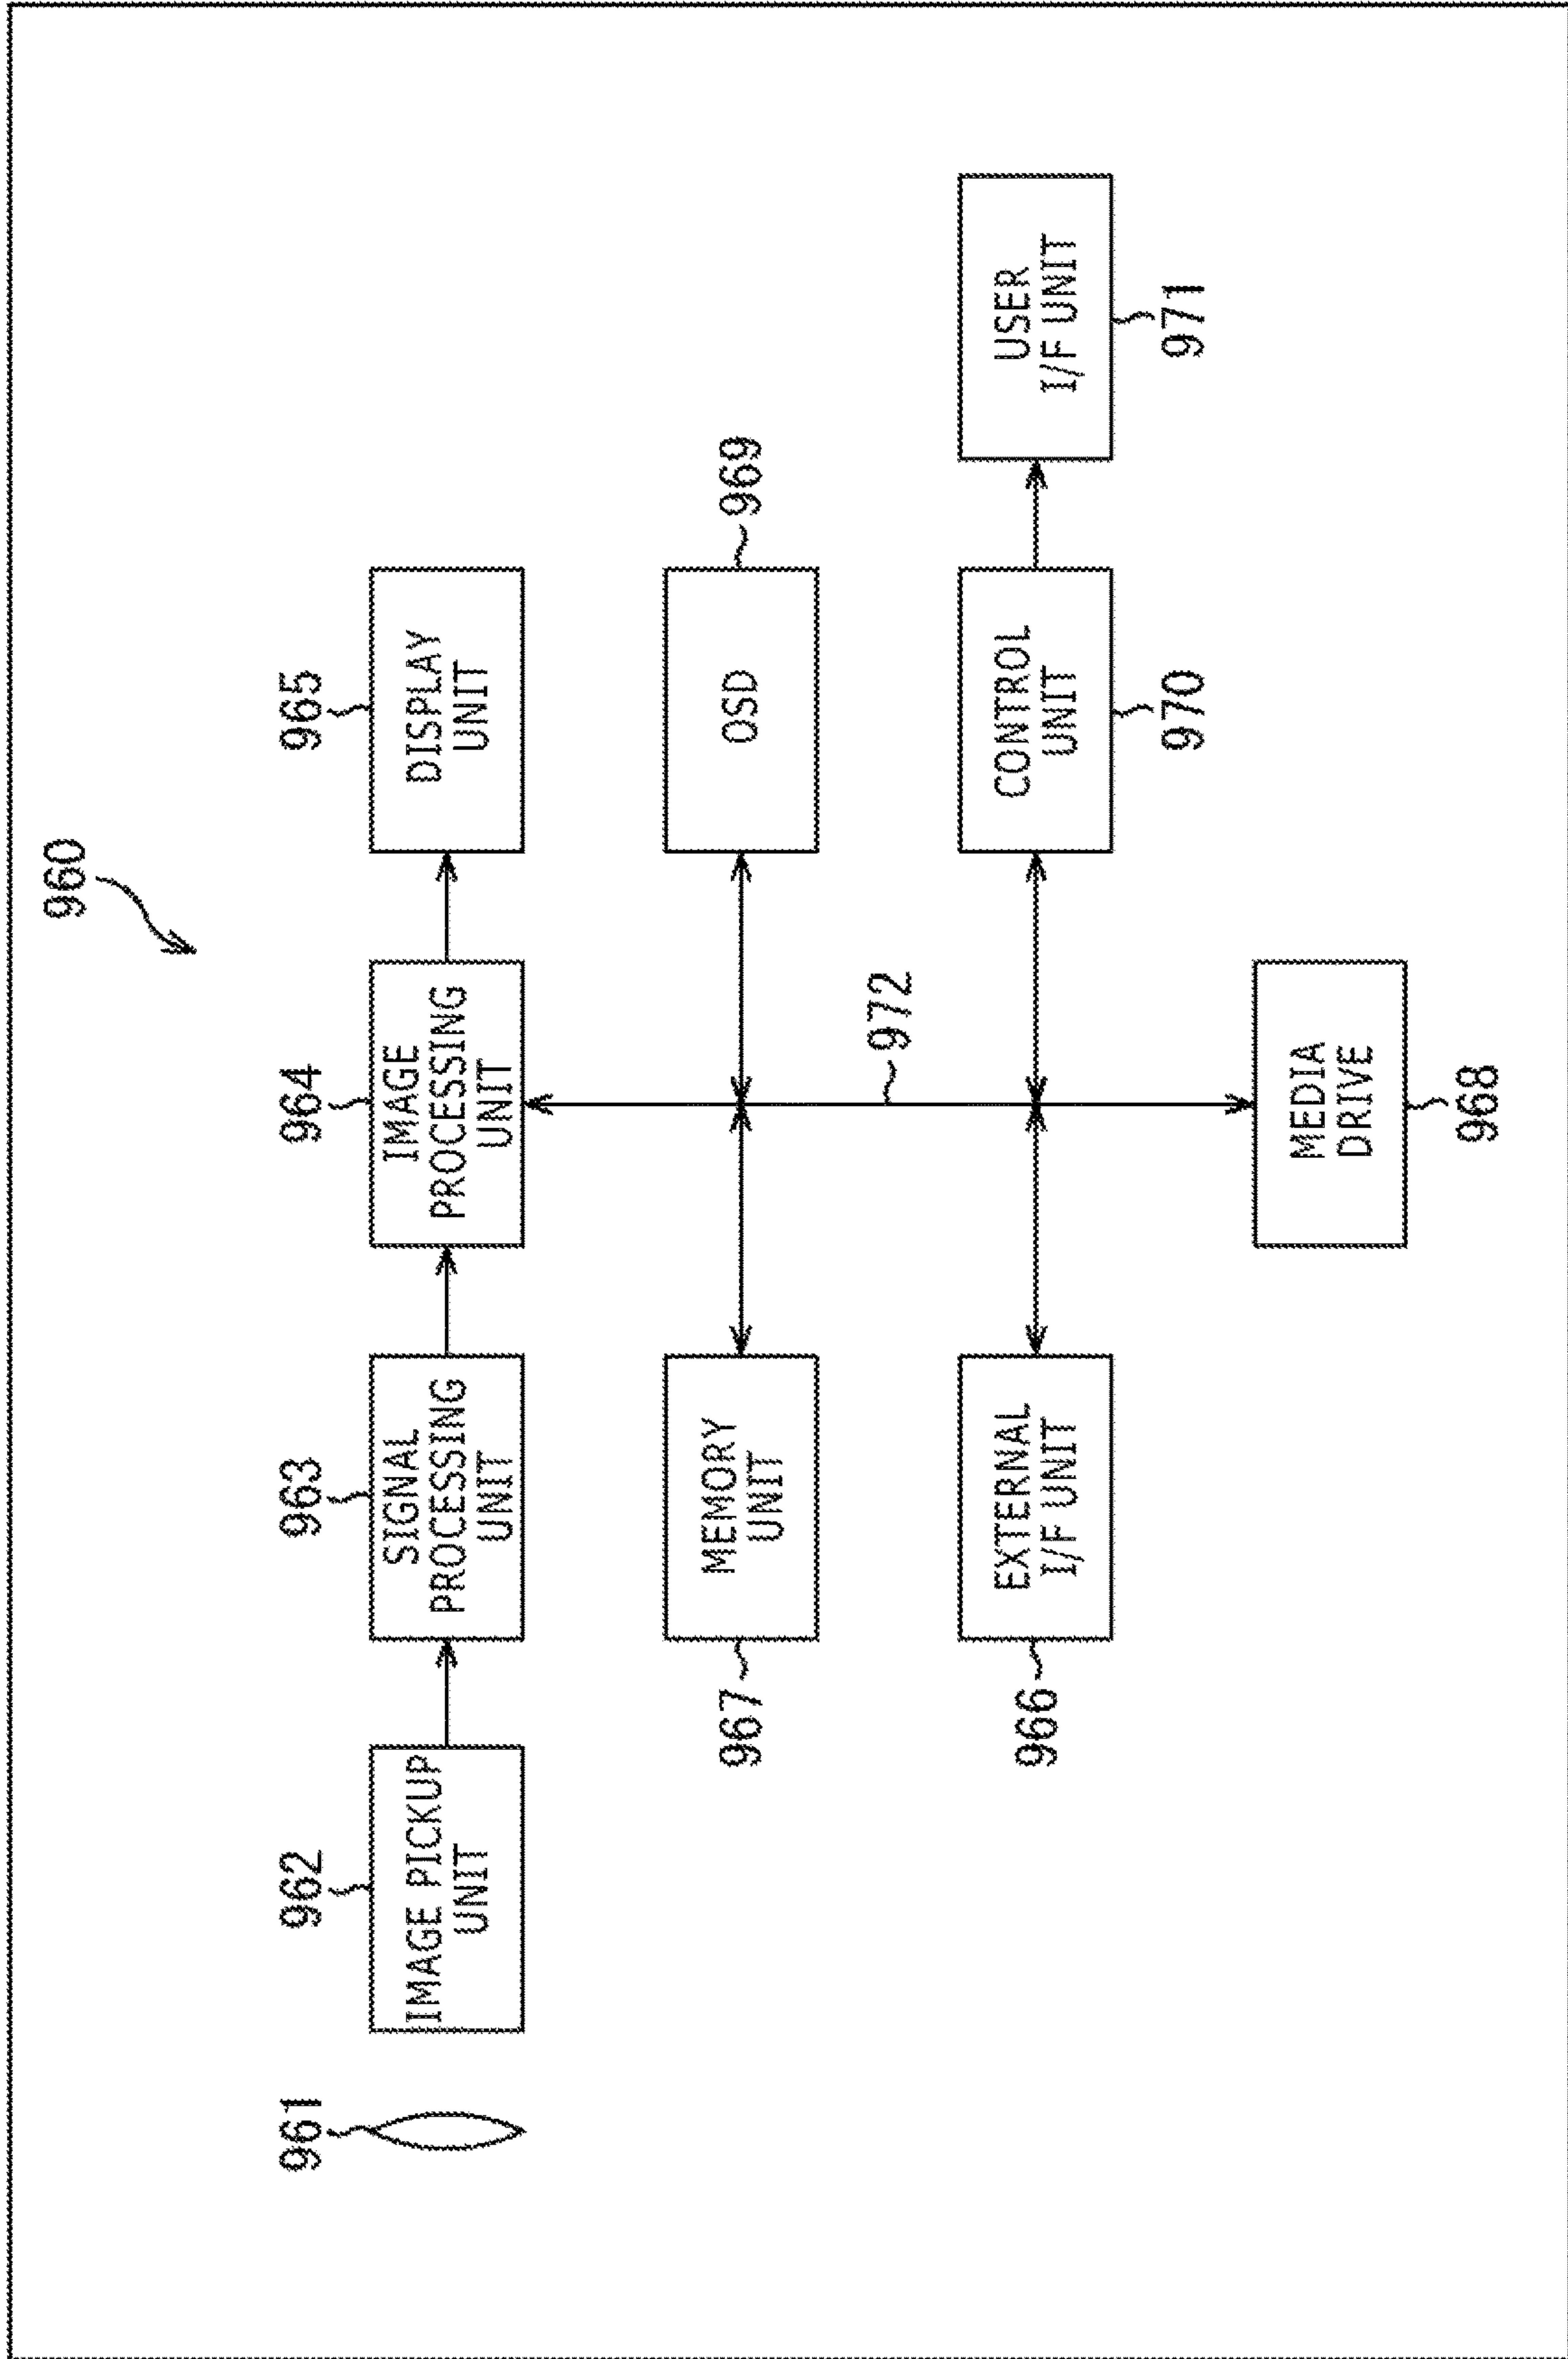 960
961
962
963
964
965
IMAGE PICKUP
UNIT
SIGNAL
PROCESSING
UNIT
IMAGE
PROCESSING
UNIT
DISPLAY
UNIT
967
MEMORY
UNIT
OSD
969
972
966
EXTERNAL
I/F UNIT
CONTROL
UNIT
970
USER
I/F UNIT
971
MEDIA
DRIVE
968